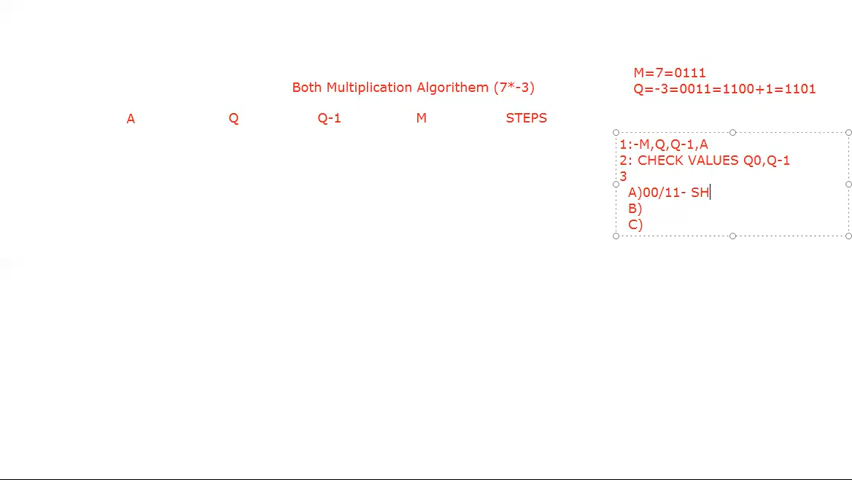 Both Multiplication Algorithem (7*-3)
M=7=0111
Q=-3=0011=1100+1=1101
A Q Q-1 M STEPS
1:-M,Q,Q-1,A
2: CHECK VALUES Q0,Q-1
3
A)00/11- SH
B)
C)